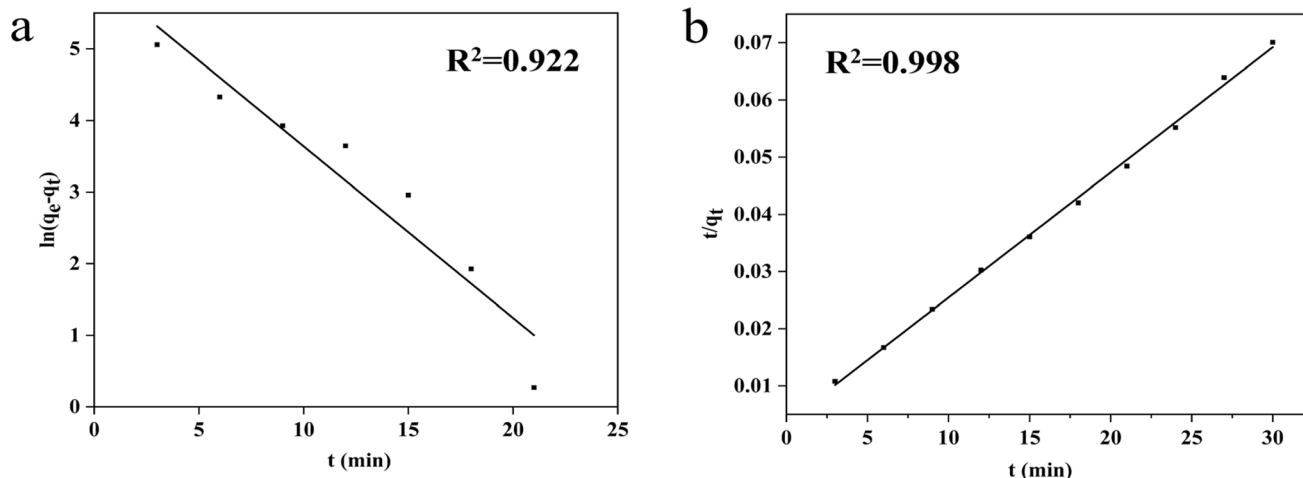 a
R²=0.922
ln(qₑ-qₜ)
5
4
3
2
1
0
0 5 10 15 20 25
t (min)
b
R²=0.998
t/qₜ
0.07
0.06
0.05
0.04
0.03
0.02
0.01
0 5 10 15 20 25 30
t (min)